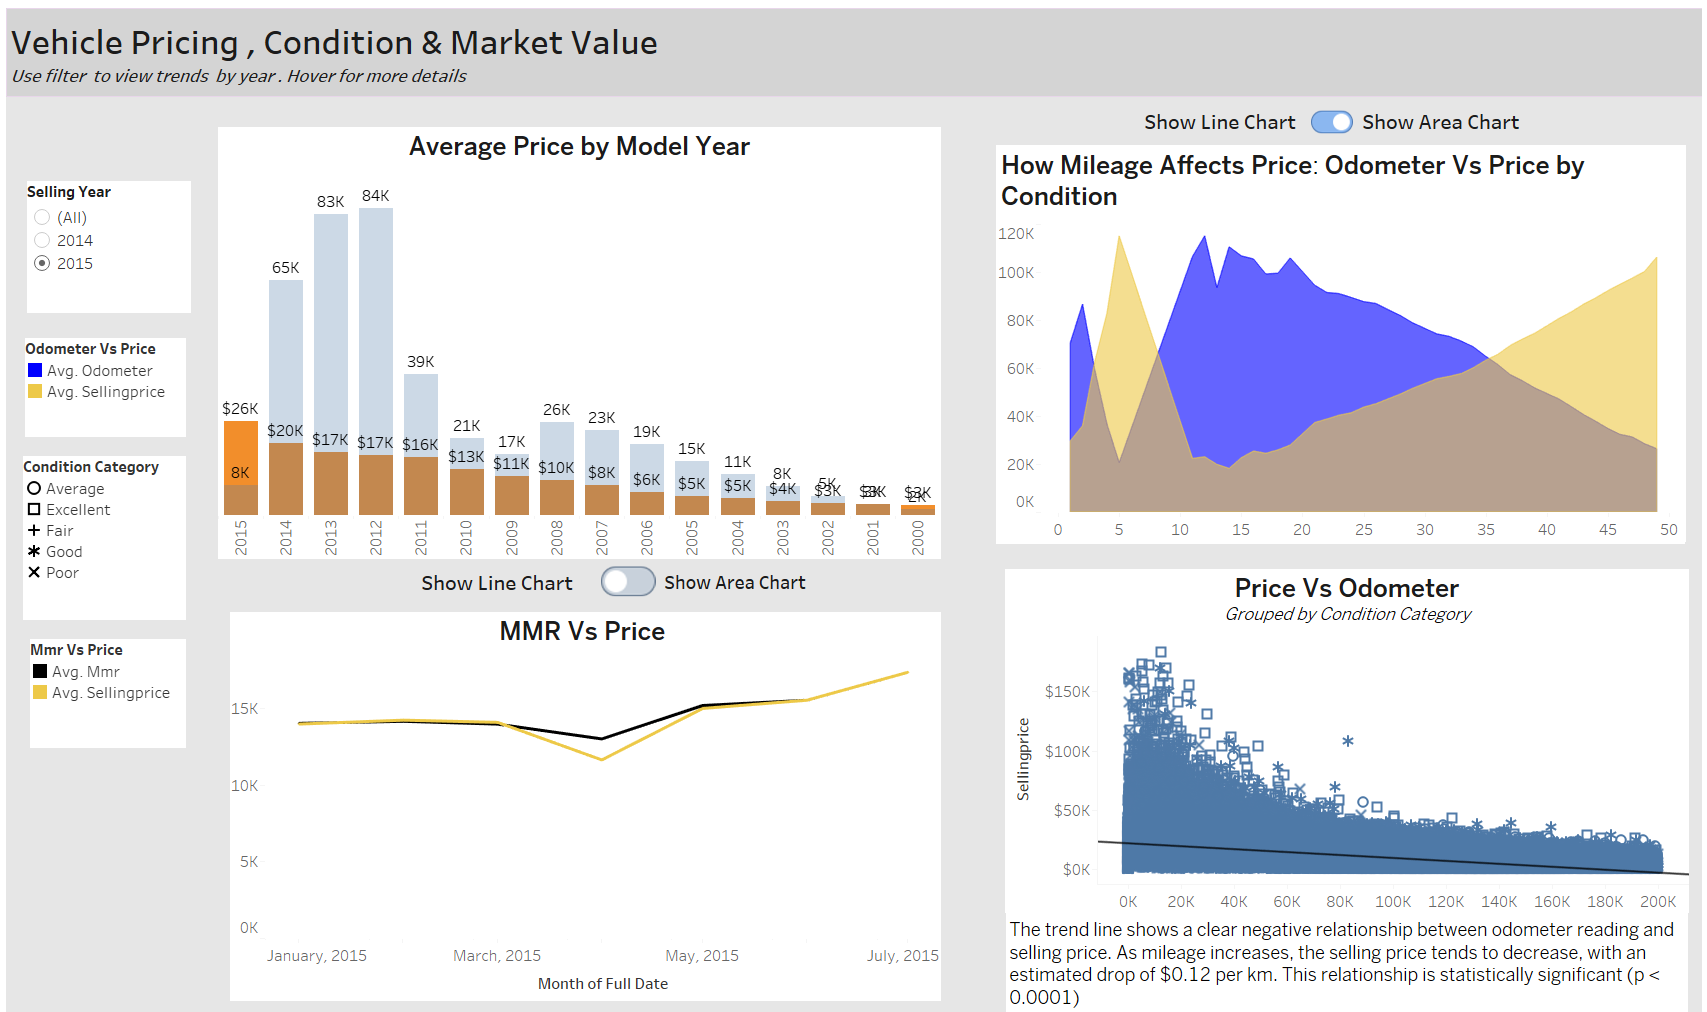 Vehicle Pricing , Condition & Market Value
Use filter to view trends by year . Hover for more details
Selling Year
(All)
2014
2015
Odometer Vs Price
Avg. Odometer
Avg. Sellingprice
Condition Category
Average
Excellent
Fair
Good
Poor
Mmr Vs Price
Avg. Mmr
Avg. Sellingprice
Average Price by Model Year
84K
83K
65K
39K
$26K
21K
17K
26K
23K
19K
15K
11K
8K
5K
8K
$20K
$17K
$17K
$16K
$13K
$11K
$10K
$8K
$6K
$5K
$5K
$4K
$3K
$3K
3K
$3K
2K
2015
2014
2013
2012
2011
2010
2009
2008
2007
2006
2005
2004
2003
2002
2001
2000
Show Line Chart Show Area Chart
MMR Vs Price
15K
10K
5K
0K
January, 2015 March, 2015 May, 2015 July, 2015
Month of Full Date
Show Line Chart Show Area Chart
How Mileage Affects Price: Odometer Vs Price by
Condition
120K
100K
80K
60K
40K
20K
0K
0 5 10 15 20 25 30 35 40 45 50
Price Vs Odometer
Grouped by Condition Category
Sellingprice
$150K
$100K
$50K
$0K
0K 20K 40K 60K 80K 100K 120K 140K 160K 180K 200K
The trend line shows a clear negative relationship between odometer reading and
selling price. As mileage increases, the selling price tends to decrease, with an
estimated drop of $0.12 per km. This relationship is statistically significant (p <
0.0001)